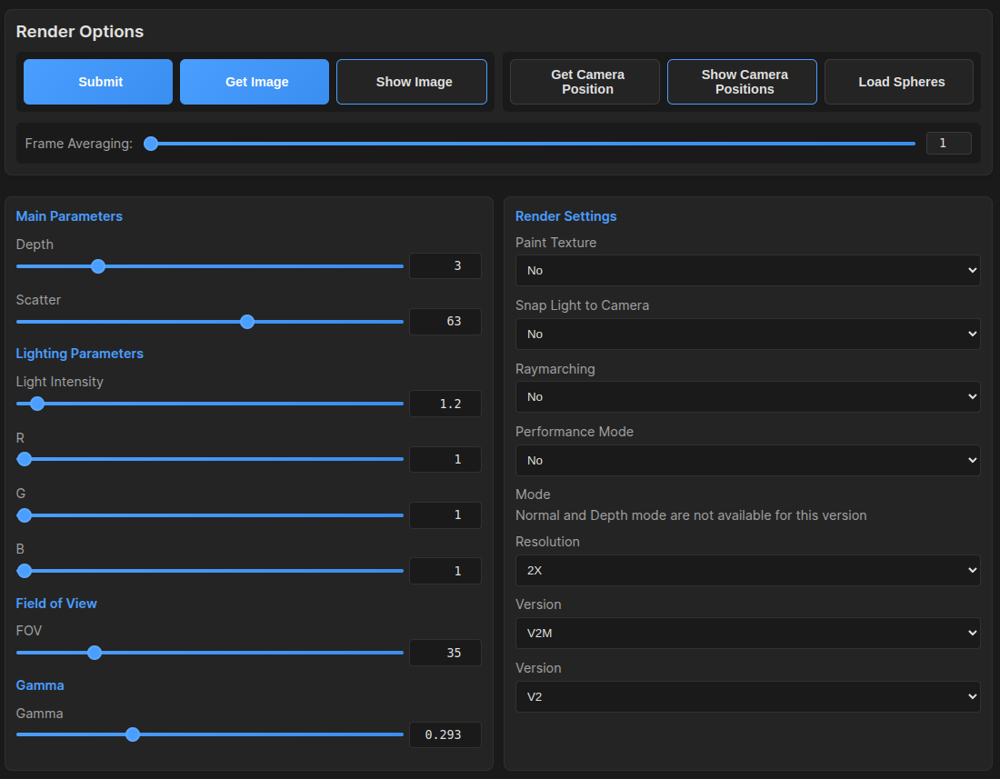 Render Options
Submit
Get Image
Show Image
Get Camera
Position
Show Camera
Positions
Load Spheres
Frame Averaging:
1
Main Parameters
Depth
3
Scatter
63
Lighting Parameters
Light Intensity
1.2
R
1
G
1
B
1
Field of View
FOV
35
Gamma
Gamma
0.293
Render Settings
Paint Texture
No
Snap Light to Camera
No
Raymarching
No
Performance Mode
No
Mode
Normal and Depth mode are not available for this version
Resolution
2X
Version
V2M
Version
V2